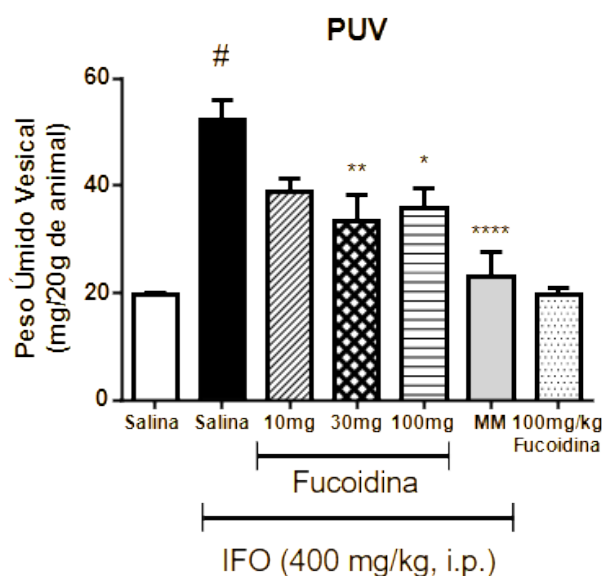 PUV
#
Peso Úmido Vesical
(mg/20g de animal)
60
40
20
0
**
*
****
Salina Salina 10mg 30mg 100mg MM 100mg/kg
Fucoidina
Fucoidina
IFO (400 mg/kg, i.p.)